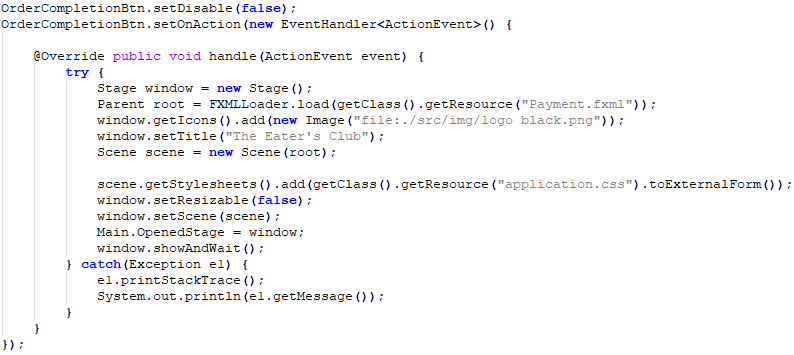 OrderCompletionBtn.setDisable(false);
OrderCompletionBtn.setOnAction(new EventHandler<ActionEvent>() {
@Override public void handle(ActionEvent event) {
try {
Stage window = new Stage();
Parent root = FXMLLoader.load(getClass().getResource("Payment.fxml"));
window.getIcons().add(new Image("file:./src/img/logo black.png"));
window.setTitle("The Eater's Club");
Scene scene = new Scene(root);
scene.getStylesheets().add(getClass().getResource("application.css").toExternalForm());
window.setResizable(false);
window.setScene(scene);
Main.OpenedStage = window;
window.showAndWait();
} catch(Exception e1) {
e1.printStackTrace();
System.out.println(e1.getMessage());
}
}
});